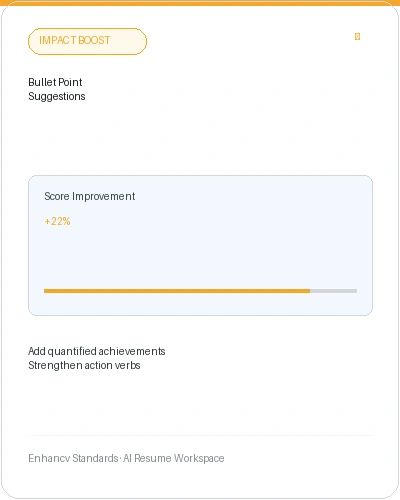 IMPACT BOOST
Bullet Point
Suggestions
Score Improvement
+22%
Add quantified achievements
Strengthen action verbs
Enhancv Standards · AI Resume Workspace